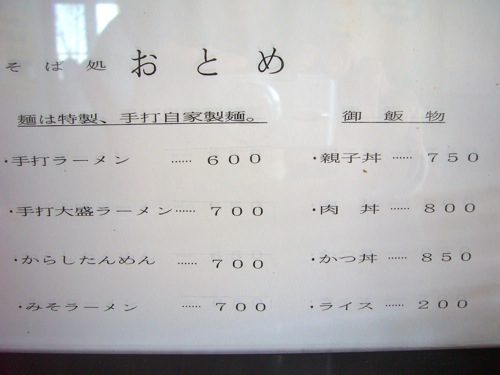 そば処 おとめ
麺は特製、手打自家製麺。
・手打ラーメン …… 600
・手打大盛ラーメン …… 700
・からしたんめん …… 700
・みそラーメン …… 700
御飯物
・親子丼 …… 750
・肉丼 …… 800
・かつ丼 …… 850
・ライス …… 200